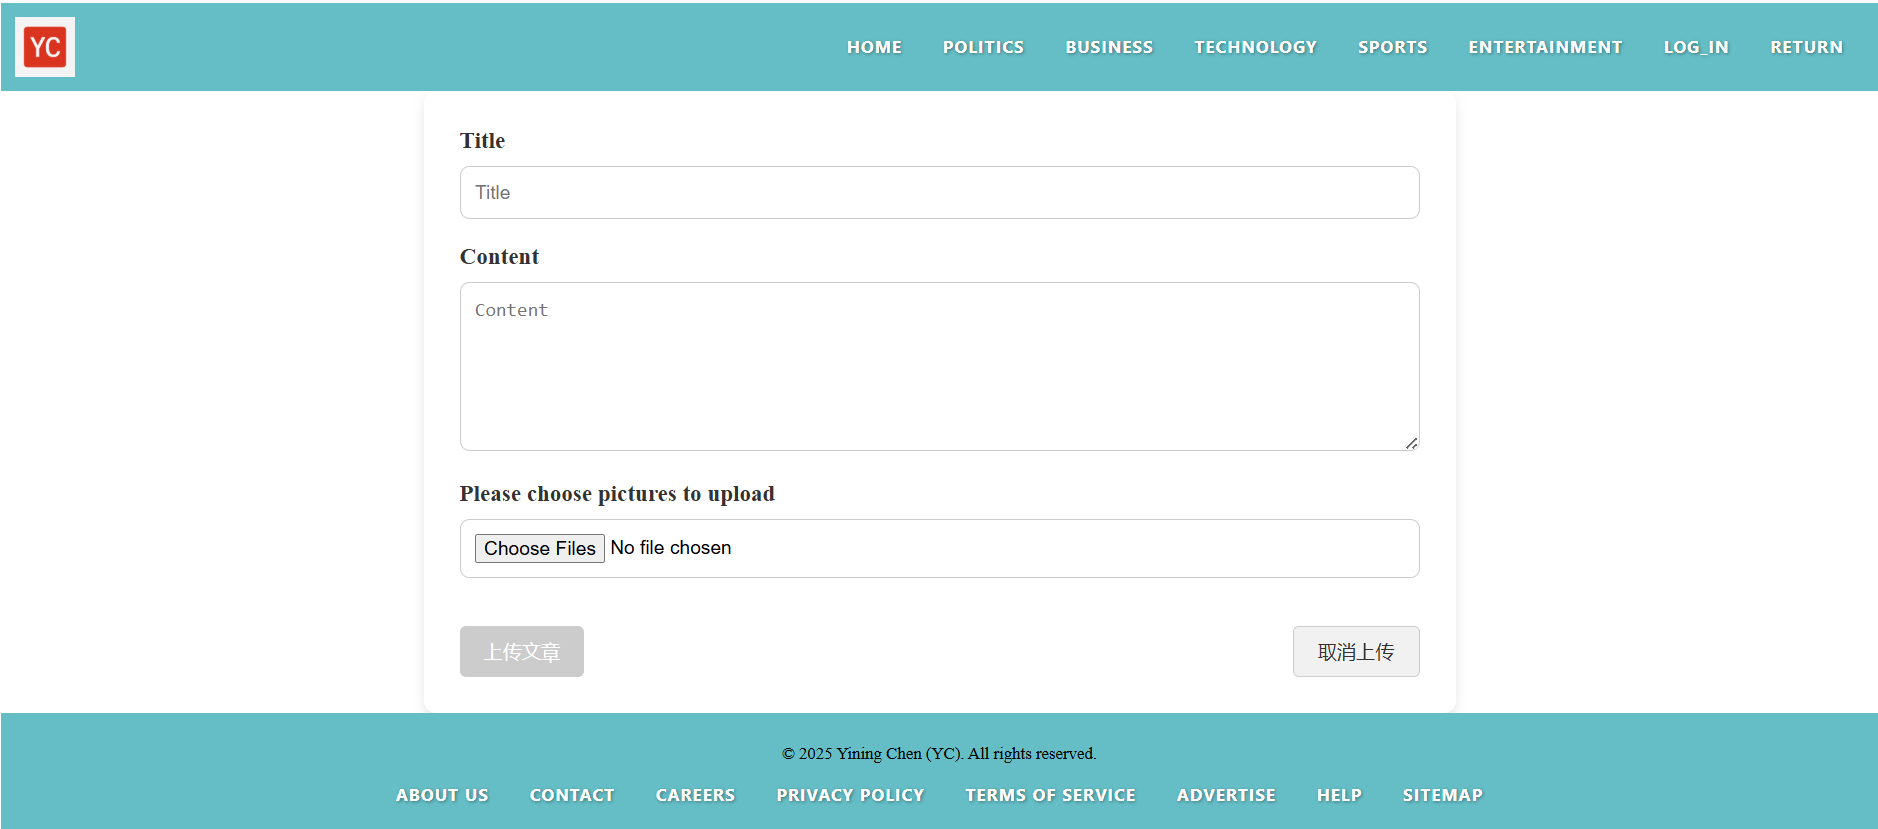 YC
HOME POLITICS BUSINESS TECHNOLOGY SPORTS ENTERTAINMENT LOG_IN RETURN
Title
Title
Content
Content
Please choose pictures to upload
Choose Files No file chosen
上传文章 取消上传
© 2025 Yining Chen (YC). All rights reserved.
ABOUT US CONTACT CAREERS PRIVACY POLICY TERMS OF SERVICE ADVERTISE HELP SITEMAP